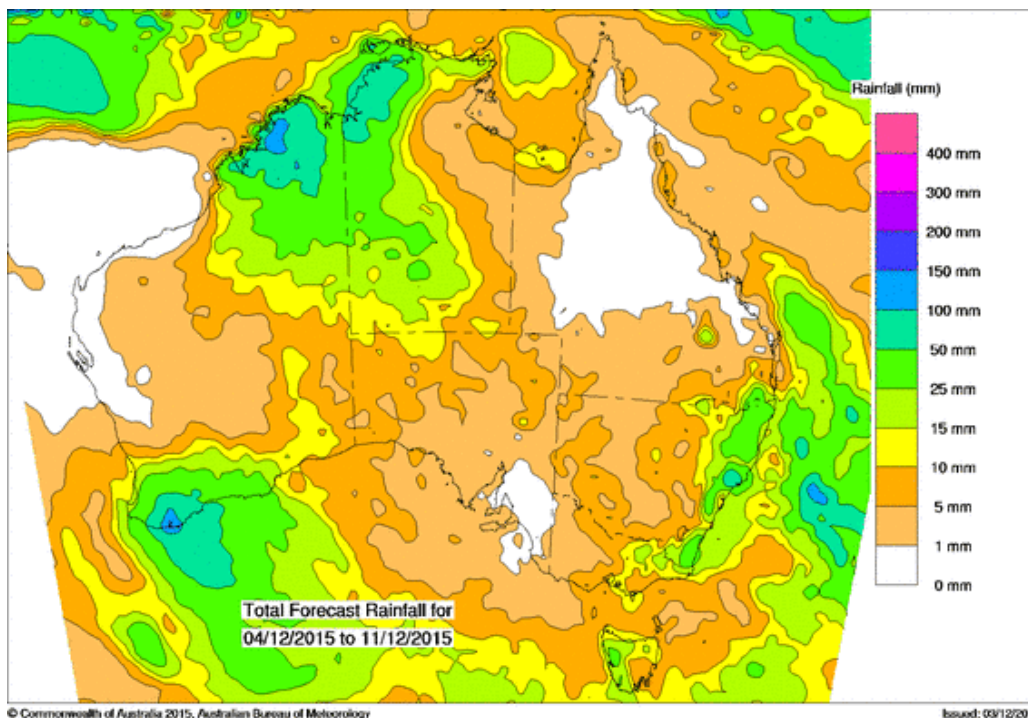 Rainfall (mm)
400 mm
300 mm
200 mm
150 mm
100 mm
50 mm
25 mm
15 mm
10 mm
5 mm
1 mm
0 mm
Total Forecast Rainfall for
04/12/2015 to 11/12/2015
© Commonwealth of Australia 2015, Australian Bureau of Meteorology
Issued: 03/12/20